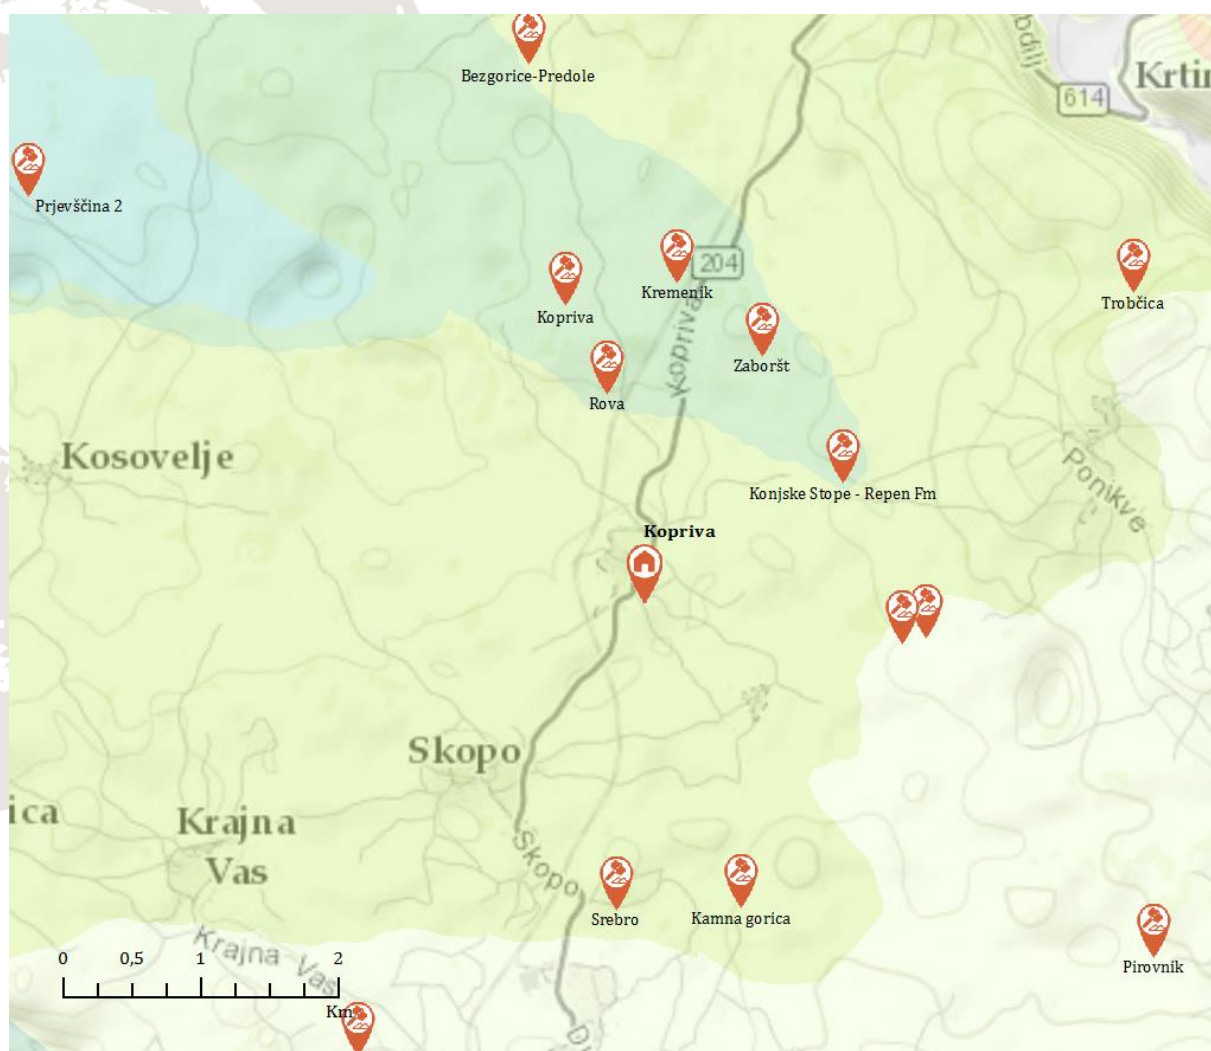 Bezgorice-Predole
614
Krtin
Prjevščina 2
204
Kremenik
Trobčica
Kopriva
Kopriva
Zaboršt
Rova
Kosovelje
Ponikve
Konjske Stope - Repen Fm
Kopriva
Skopo
ica
Krajna
Vas
Skopo
Srebro
Kamna gorica
Pirovnik
Krajna Vas
0 0,5 1 2
Km